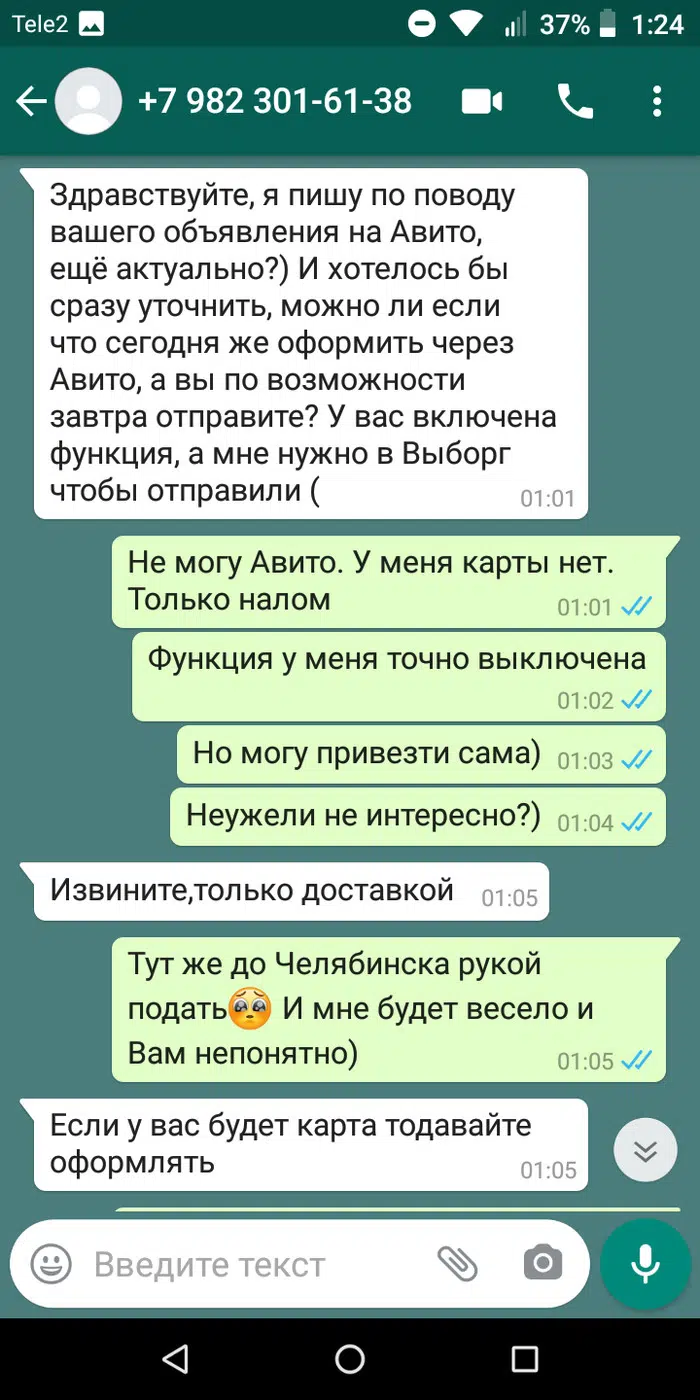 Tele2 37% 1:24
+7 982 301-61-38
Здравствуйте, я пишу по поводу
вашего объявления на Авито,
ещё актуально?) И хотелось бы
сразу уточнить, можно ли если
что сегодня же оформить через
Авито, а вы по возможности
завтра отправите? У вас включена
функция, а мне нужно в Выборг
чтобы отправили (
01:01
Не могу Авито. У меня карты нет.
Только налом 01:01
Функция у меня точно выключена
01:02
Но могу привезти сама) 01:03
Неужели не интересно?) 01:04
Извините,только доставкой 01:05
Тут же до Челябинска рукой
подать🥺 И мне будет весело и
Вам непонятно) 01:05
Если у вас будет карта тодавайте
оформлять 01:05
Введите текст